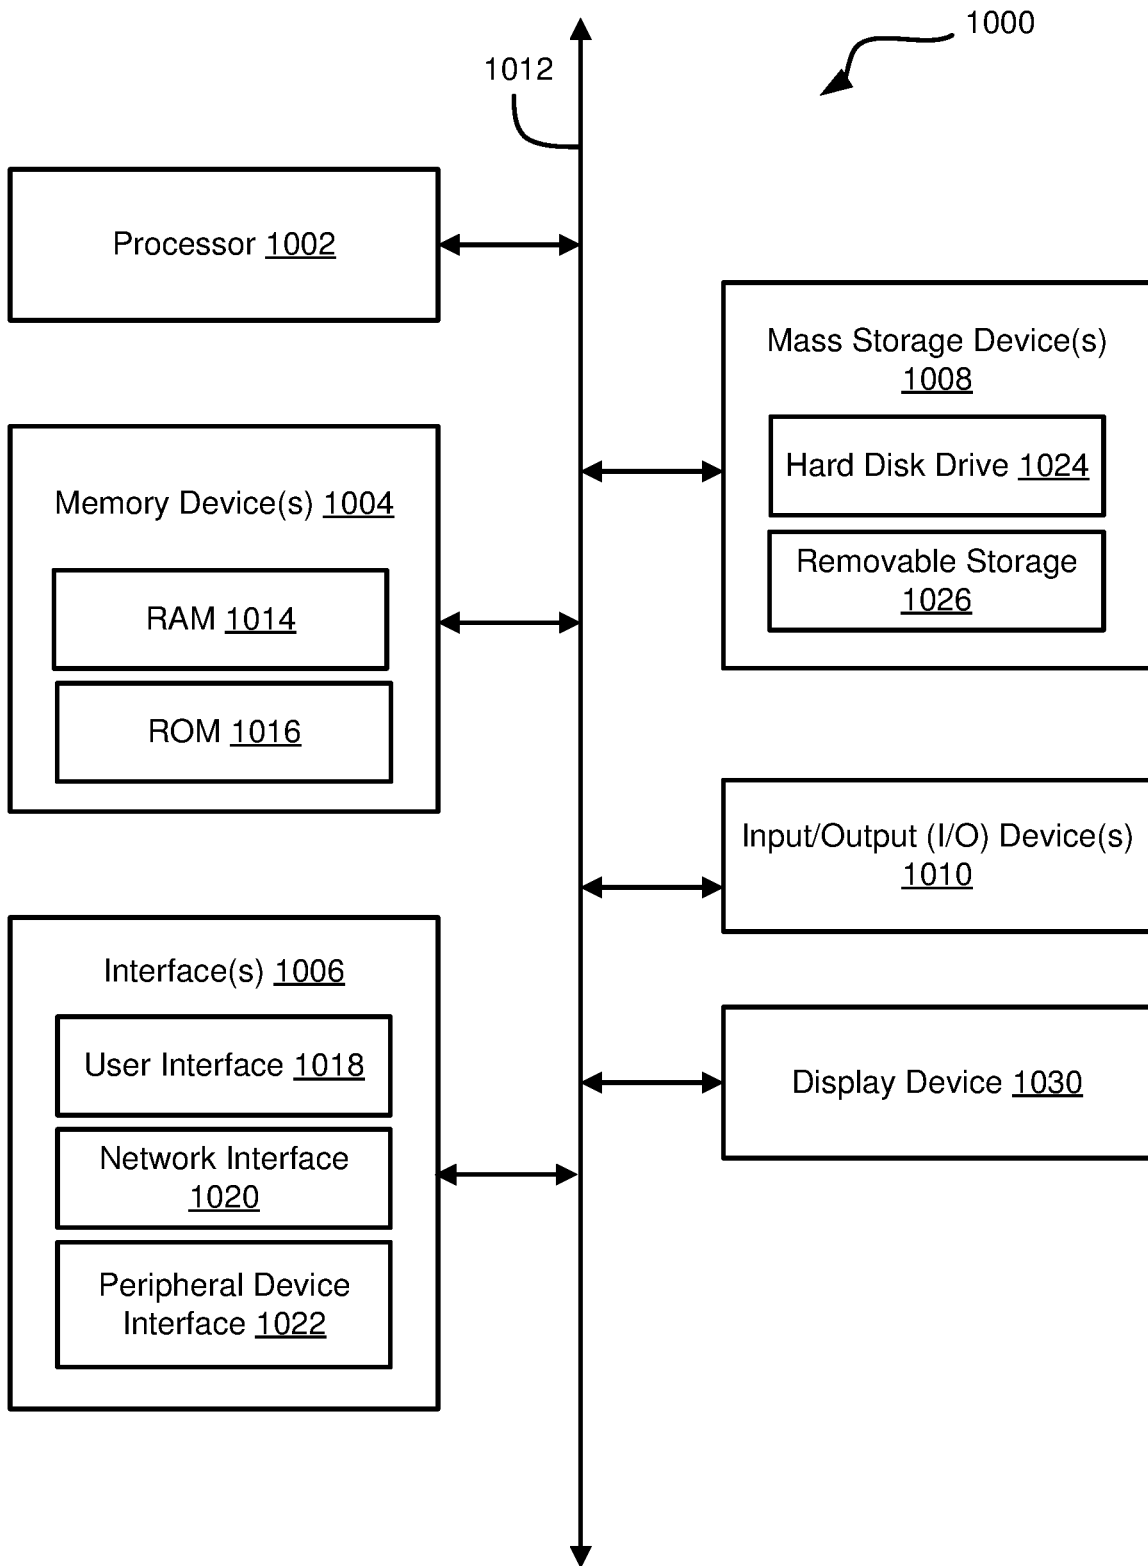 1000
1012
Processor 1002
Mass Storage Device(s)
1008
Hard Disk Drive 1024
Removable Storage
1026
Memory Device(s) 1004
RAM 1014
ROM 1016
Input/Output (I/O) Device(s)
1010
Interface(s) 1006
User Interface 1018
Network Interface
1020
Peripheral Device
Interface 1022
Display Device 1030